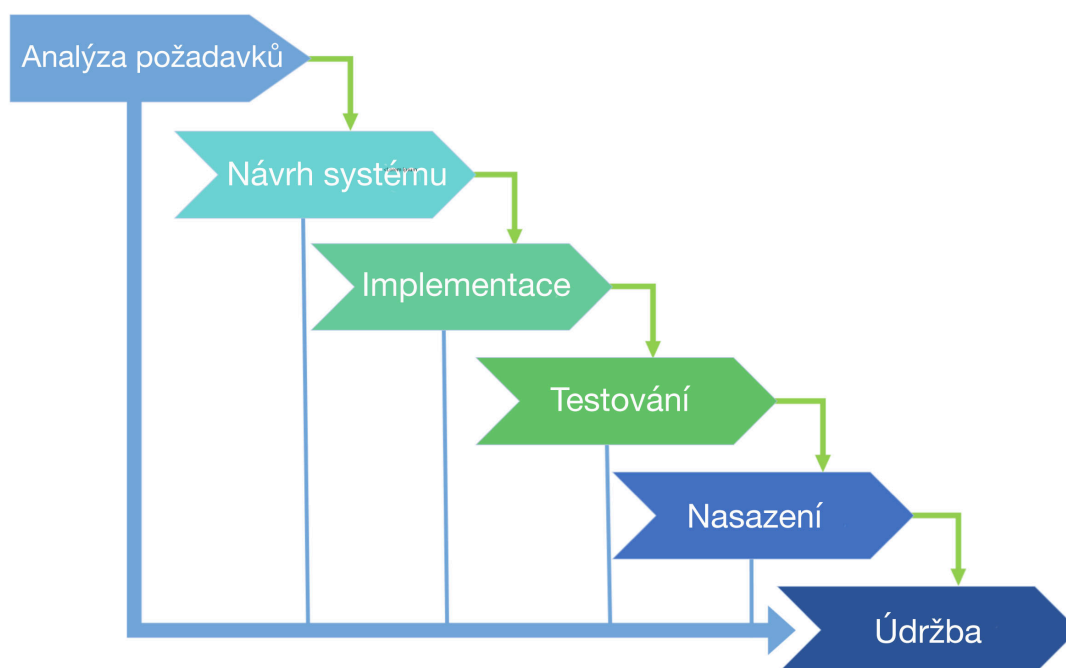 Analýza požadavků
Návrh systému
Implementace
Testování
Nasazení
Údržba